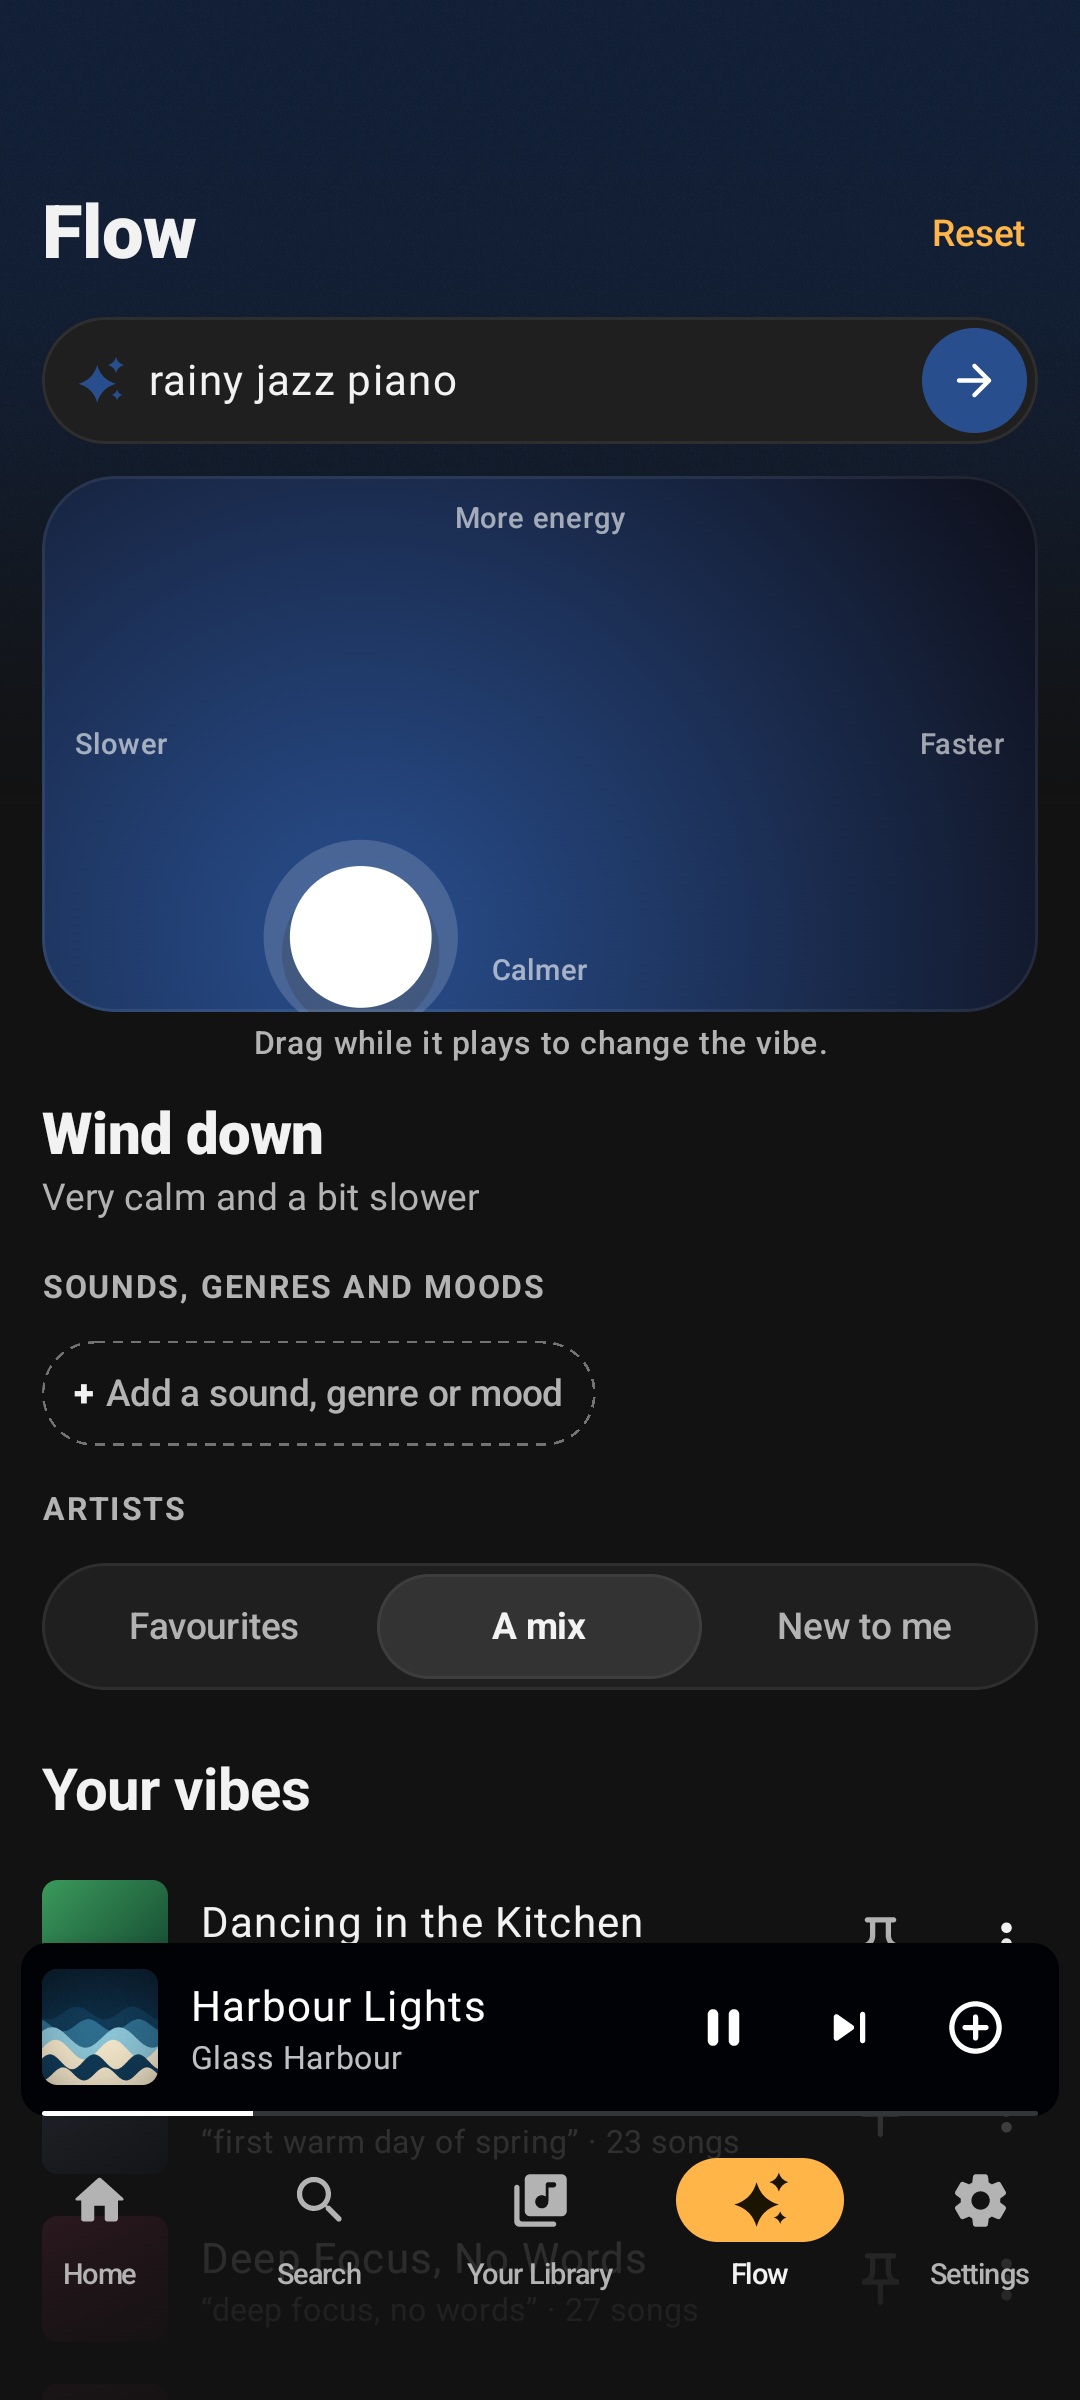 Flow
Reset
rainy jazz piano
More energy
Slower
Faster
Calmer
Drag while it plays to change the vibe.
Wind down
Very calm and a bit slower
SOUNDS, GENRES AND MOODS
+ Add a sound, genre or mood
ARTISTS
Favourites
A mix
New to me
Your vibes
Dancing in the Kitchen
Harbour Lights
Glass Harbour
“first warm day of spring” · 23 songs
Deep Focus, No Words
Home
Search
Your Library
Flow
Settings
“deep focus, no words” · 27 songs